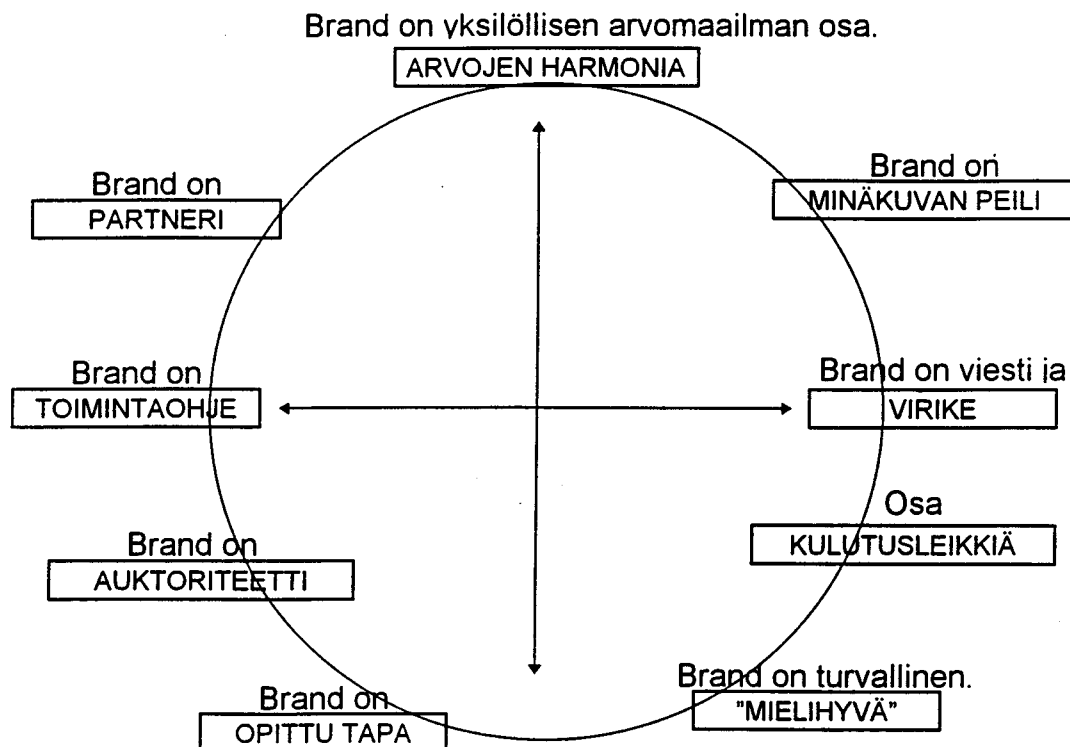 Brand on yksilöllisen arvomaailman osa.
ARVOJEN HARMONIA
Brand on
PARTNERI
Brand on
MINÄKUVAN PEILI
Brand on
TOIMINTAOHJE
Brand on viesti ja
VIRIKE
Osa
KULUTUSLEIKKIÄ
Brand on
AUKTORITEETTI
Brand on turvallinen.
"MIELIHYVÄ"
Brand on
OPITTU TAPA